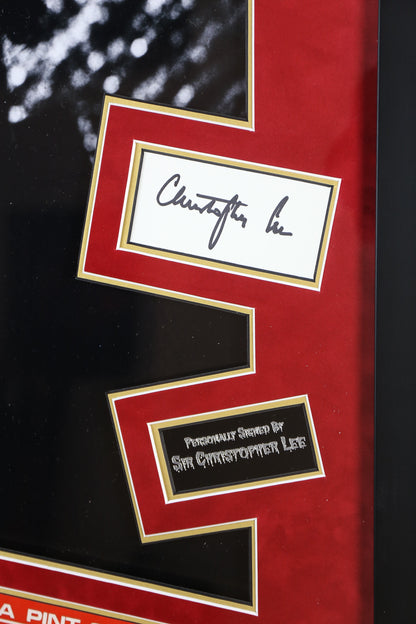 Christopher Lee
Personally Signed By
Sir Christopher Lee
A PINT